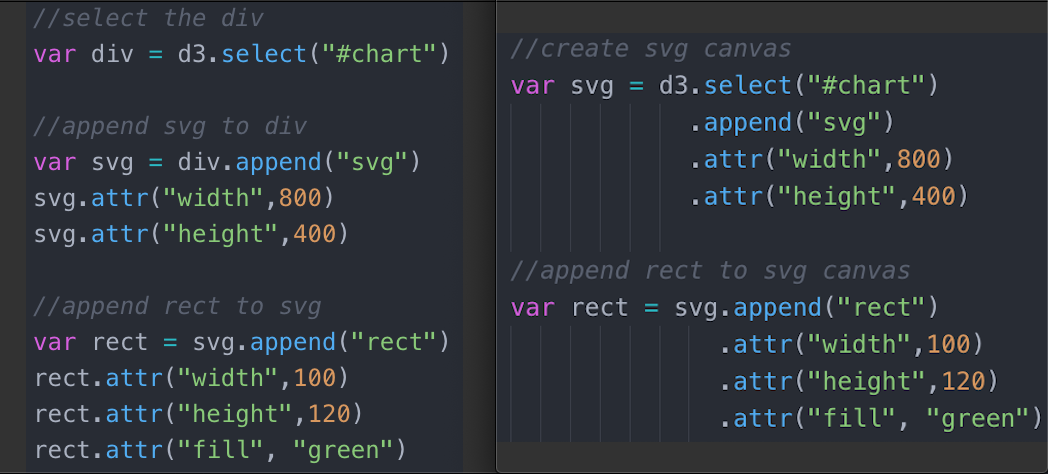 //select the div
var div = d3.select("#chart")
//append svg to div
var svg = div.append("svg")
svg.attr("width",800)
svg.attr("height",400)
//append rect to svg
var rect = svg.append("rect")
rect.attr("width",100)
rect.attr("height",120)
rect.attr("fill", "green")
//create svg canvas
var svg = d3.select("#chart")
.append("svg")
.attr("width",800)
.attr("height",400)
//append rect to svg canvas
var rect = svg.append("rect")
.attr("width",100)
.attr("height",120)
.attr("fill", "green")